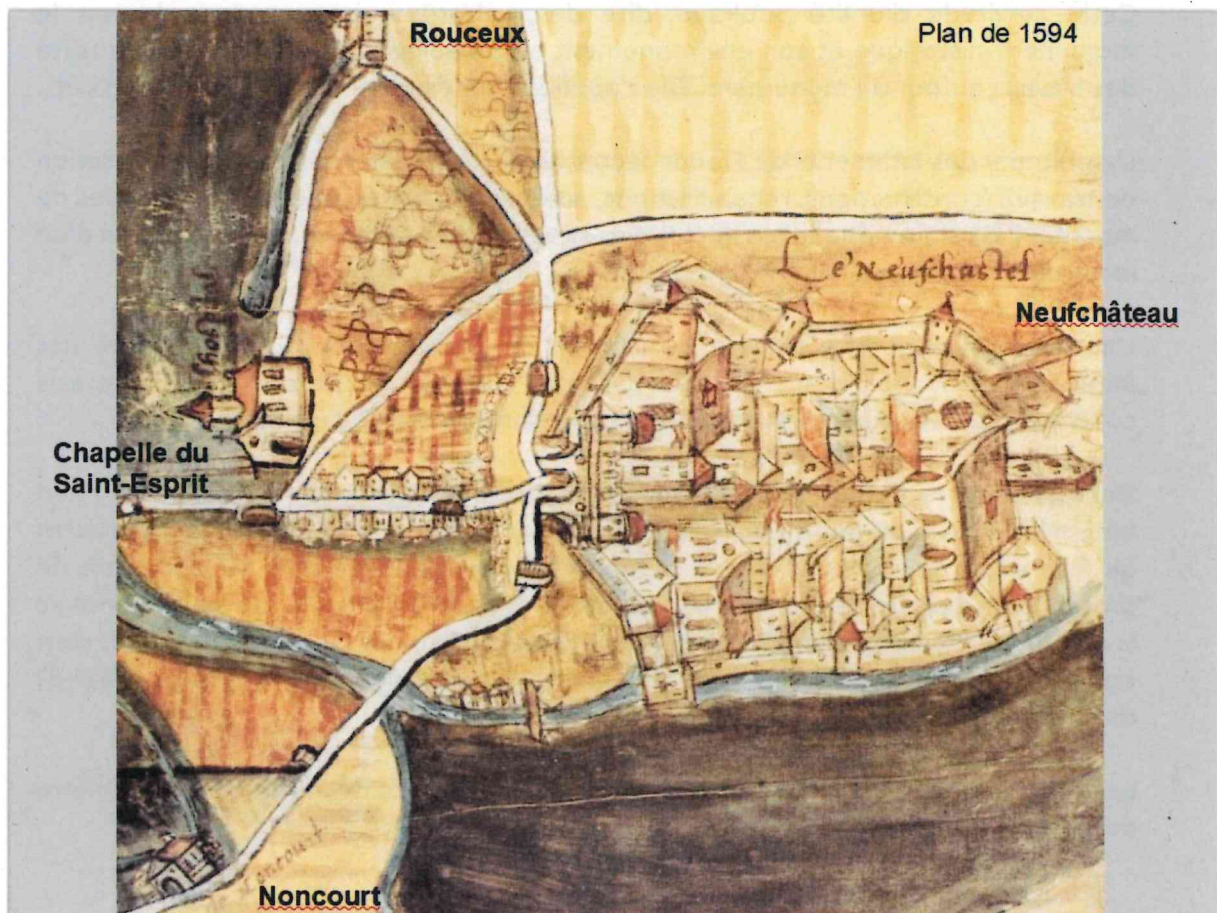 Rouceux
Plan de 1594
Le Neufchastel
Neufchâteau
Chapelle du
Saint-Esprit
Noncourt